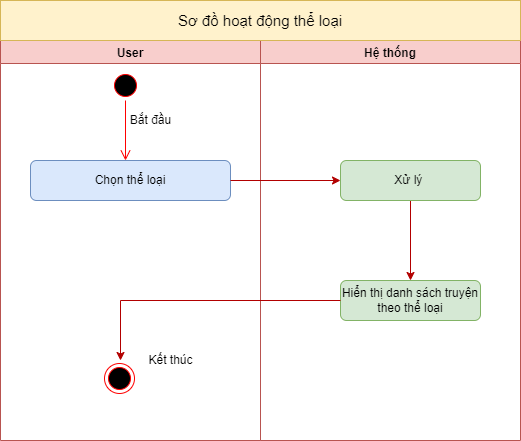 Sơ đồ hoạt động thể loại
User
Hệ thống
Bắt đầu
Chọn thể loại
Xử lý
Hiển thị danh sách truyện
theo thể loại
Kết thúc